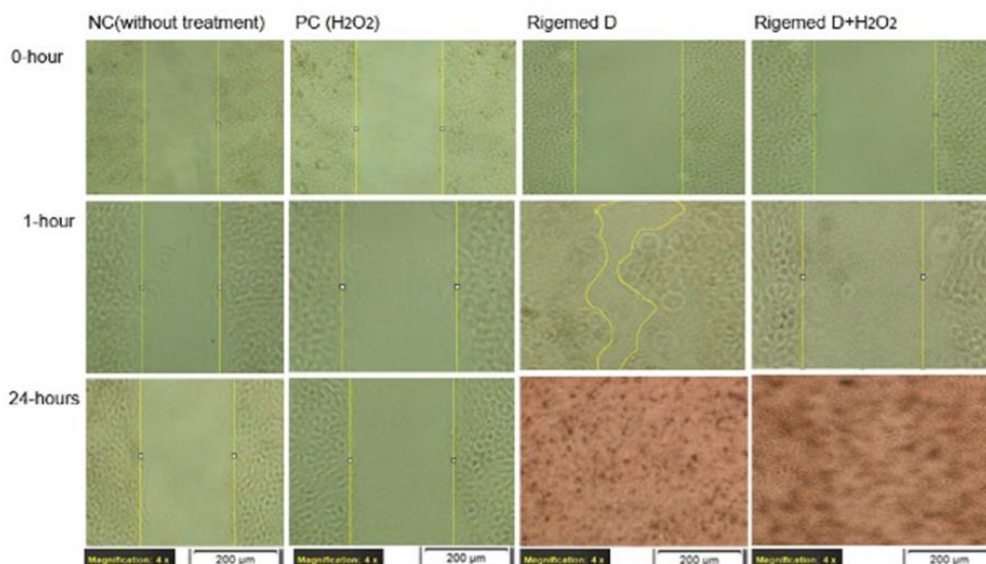 NC(without treatment) PC (H₂O₂) Rigemed D Rigemed D+H₂O₂
0-hour
1-hour
24-hours
Magnification: 4 x 200 µm Magnification: 4 x 200 µm Magnification: 4 x 200 µm Magnification: 4 x 200 µm